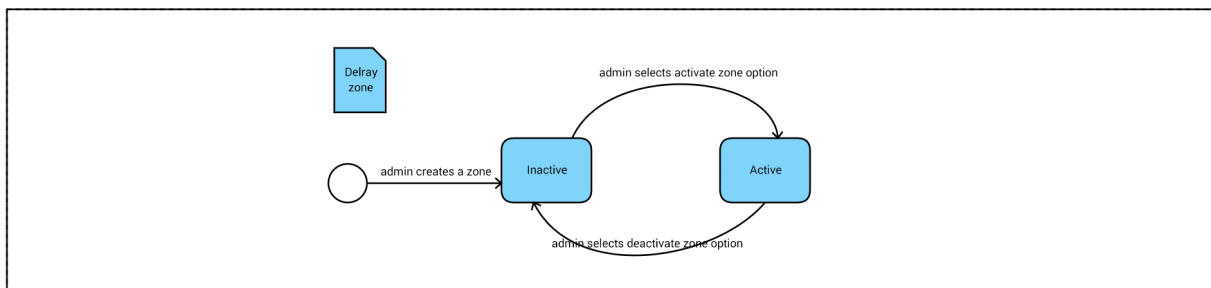 Delray
zone
admin selects activate zone option
admin creates a zone
Inactive
Active
admin selects deactivate zone option